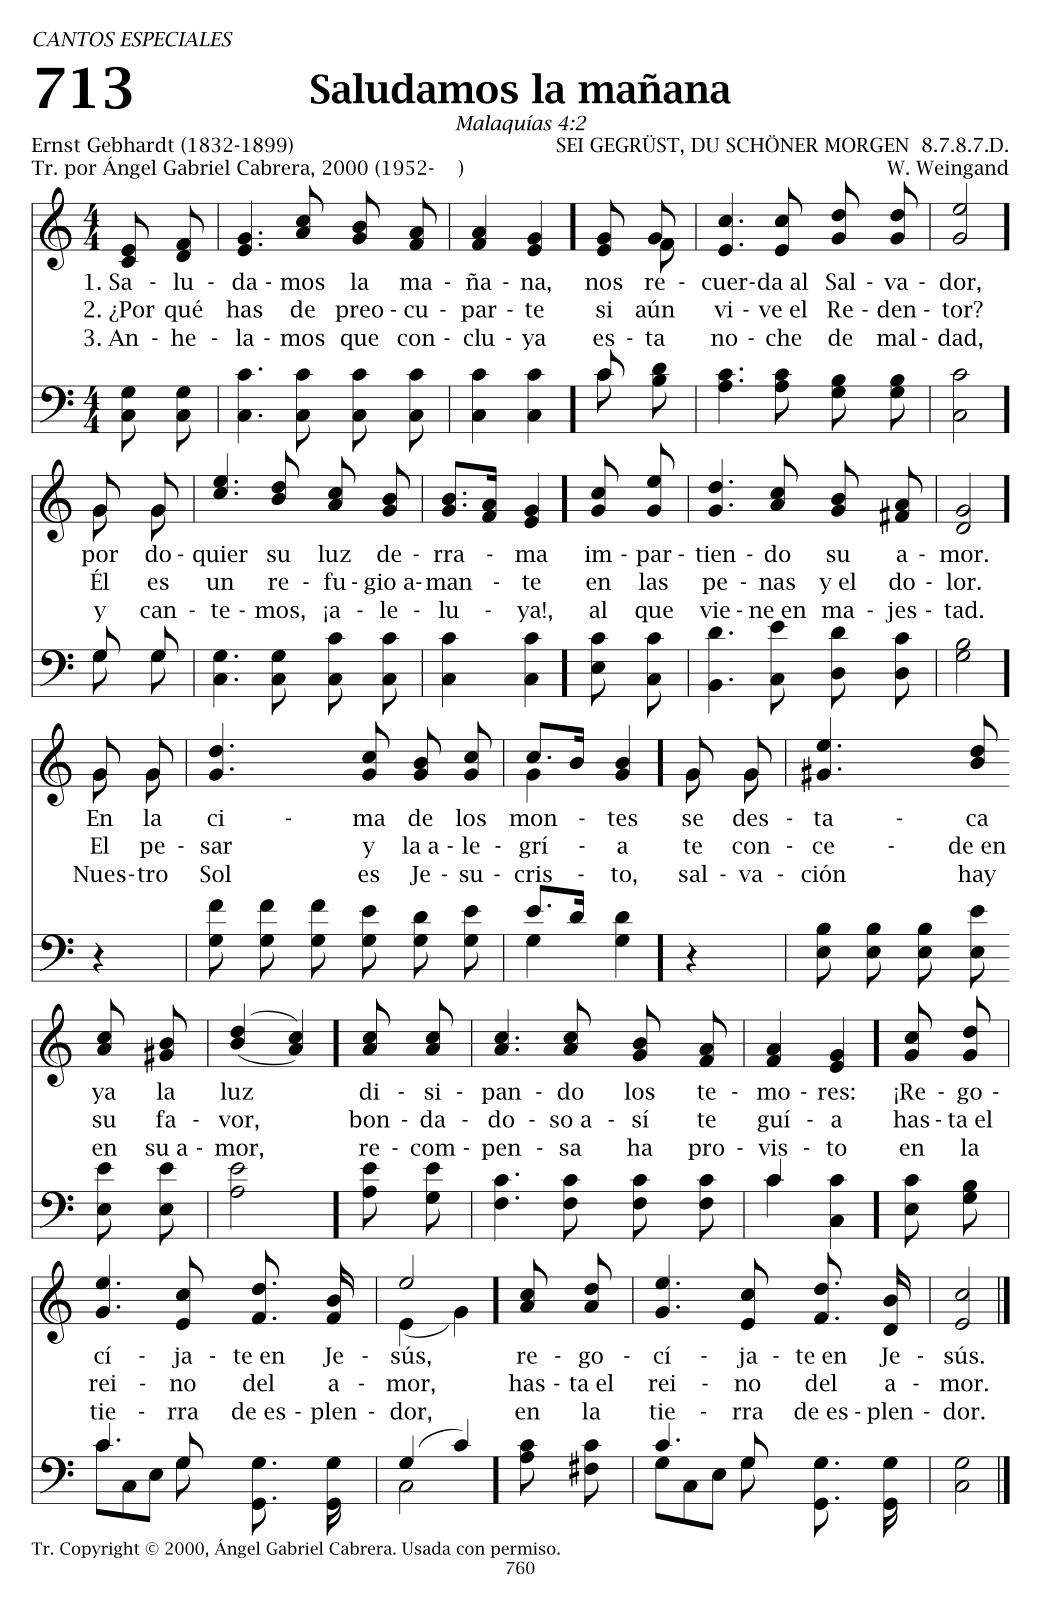 CANTOS ESPECIALES
713
Saludamos la mañana
Malaquías 4:2
Ernst Gebhardt (1832-1899)
SEI GEGRÜST, DU SCHÖNER MORGEN 8.7.8.7.D.
Tr. por Ángel Gabriel Cabrera, 2000 (1952- )
W. Weingand
4 4
1. Sa - lu - da - mos la ma - ña - na, nos re - cuer - da al Sal - va - dor,
2. ¿Por qué has de preo - cu - par - te si aún vi - ve el Re - den - tor?
3. An - he - la - mos que con - clu - ya es - ta no - che de mal - dad,
4 4
por do - quier su luz de - rra - ma im - par - tien - do su a - mor.
Él es un re - fu - gio a - man - te en las pe - nas y el do - lor.
y can - te - mos, ¡a - le - lu - ya!, al que vie - ne en ma - jes - tad.
En la ci - ma de los mon - tes se des - ta - ca
El pe - sar y la a - le - grí - a te con - ce - de en
Nues - tro Sol es Je - su - cris - to, sal - va - ción hay
ya la luz di - si - pan - do los te - mo - res: ¡Re - go -
su fa - vor, bon - da - do - so a - sí te guí - a has - ta el
en su a - mor, re - com - pen - sa ha pro - vis - to en la
cí - ja - te en Je - sús, re - go - cí - ja - te en Je - sús.
rei - no del a - mor, has - ta el rei - no del a - mor.
tie - rra de es - plen - dor, en la tie - rra de es - plen - dor.
Tr. Copyright © 2000, Ángel Gabriel Cabrera. Usada con permiso.
760